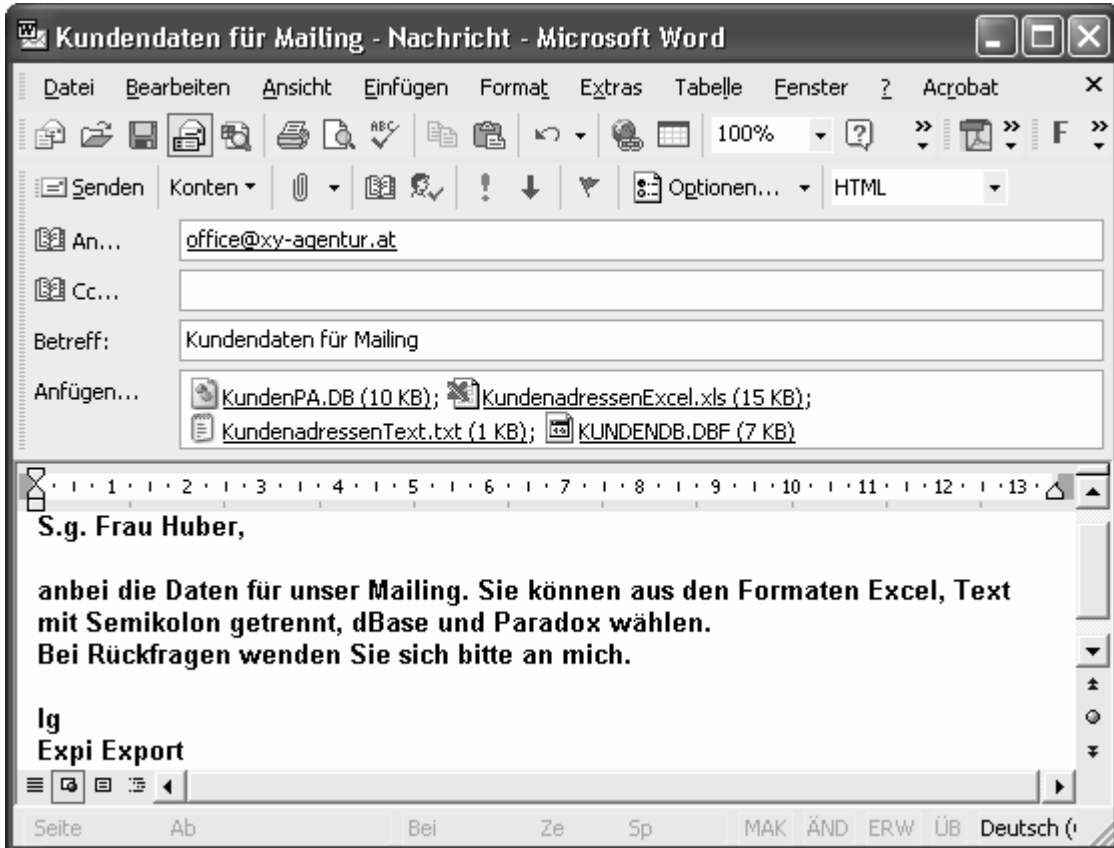 Kundendaten für Mailing - Nachricht - Microsoft Word
Datei Bearbeiten Ansicht Einfügen Format Extras Tabelle Fenster ? Acrobat
ABC 100% F
Senden Konten Optionen... HTML
An... office@xy-agentur.at
Cc...
Betreff: Kundendaten für Mailing
Anfügen... KundenPA.DB (10 KB); KundenadressenExcel.xls (15 KB);
KundenadressenText.txt (1 KB); KUNDENDB.DBF (7 KB)
1 2 3 4 5 6 7 8 9 10 11 12 13
S.g. Frau Huber,
anbei die Daten für unser Mailing. Sie können aus den Formaten Excel, Text
mit Semikolon getrennt, dBase und Paradox wählen.
Bei Rückfragen wenden Sie sich bitte an mich.
lg
Expi Export
Seite Ab Bei Ze Sp MAK ÄND ERW ÜB Deutsch (